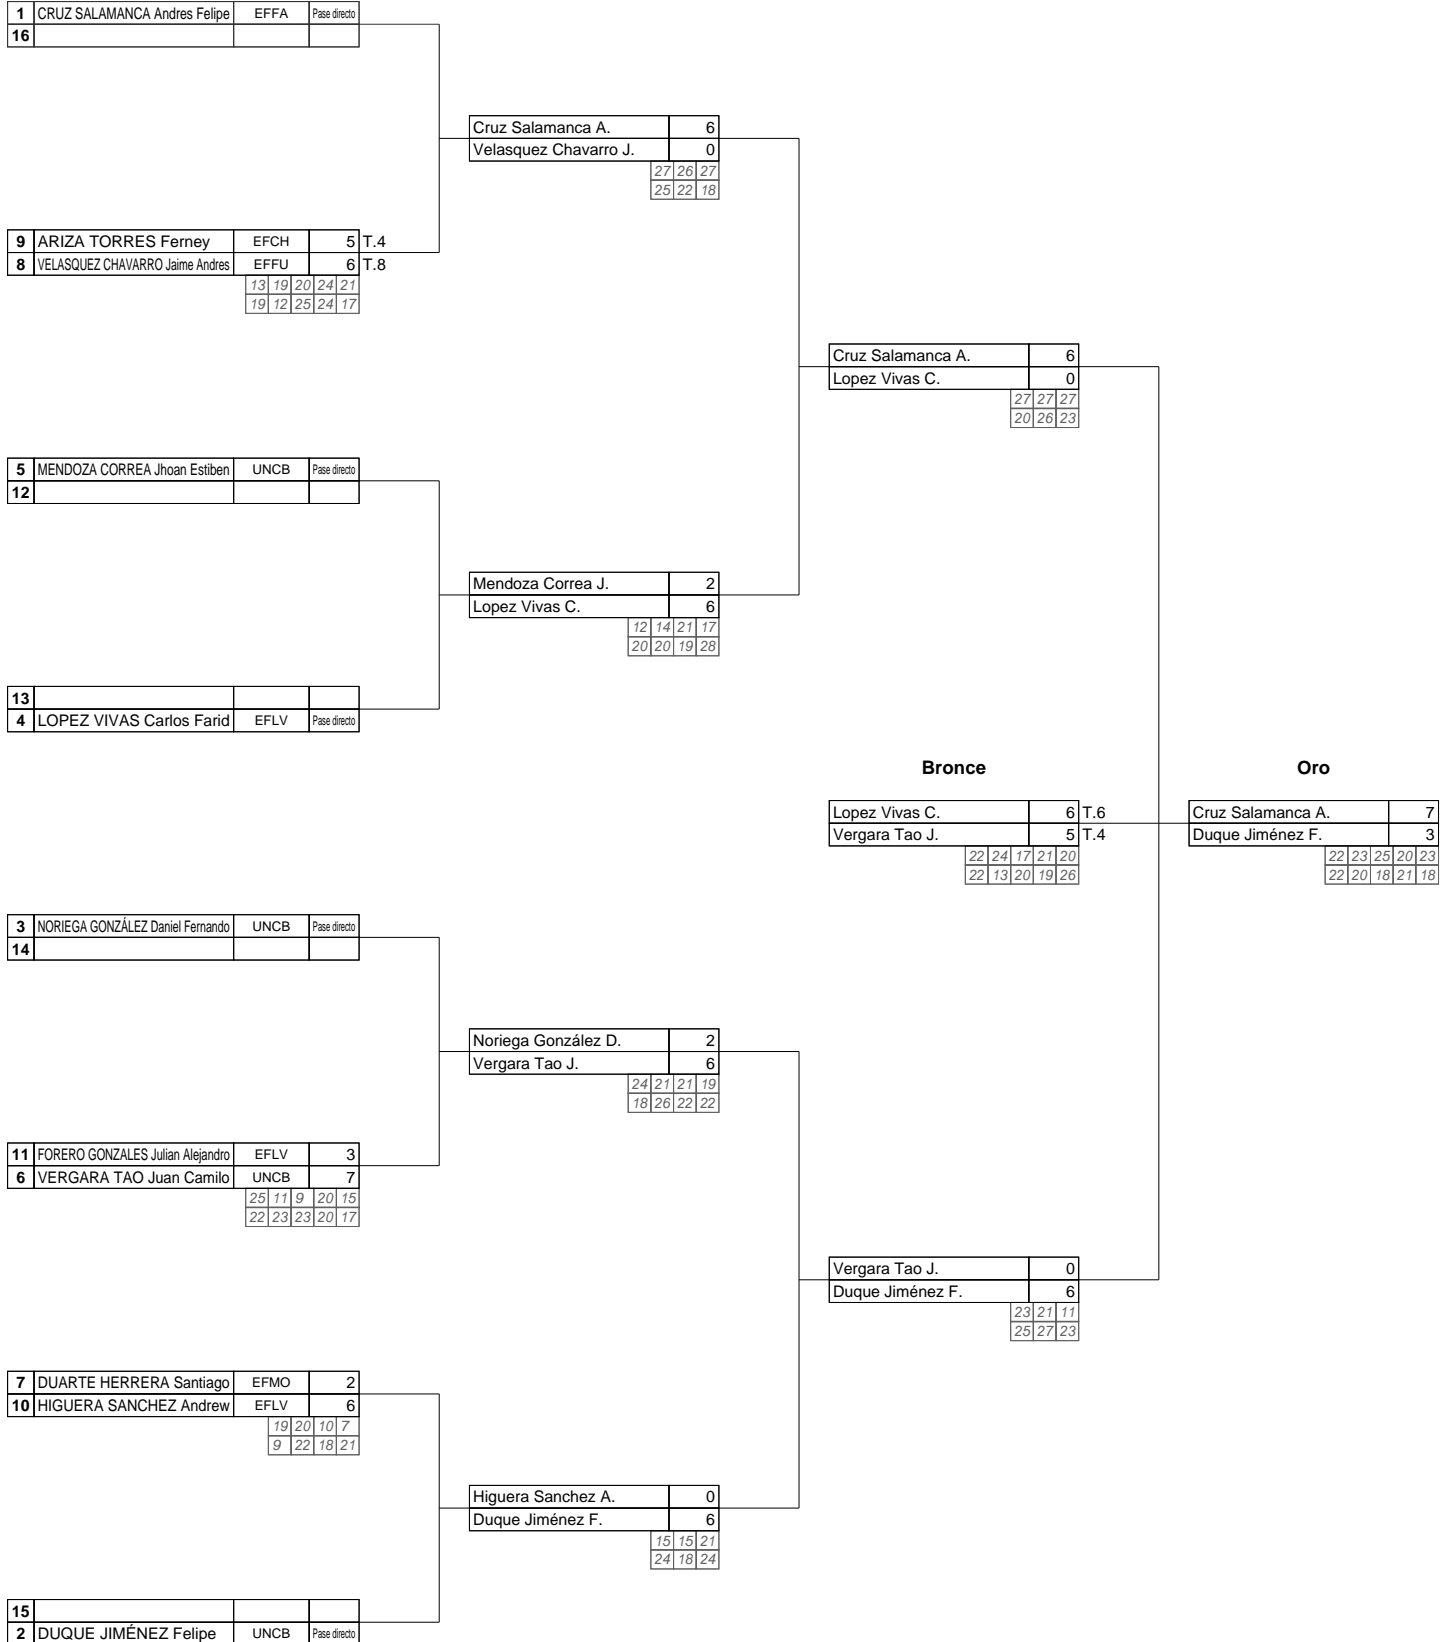 1 CRUZ SALAMANCA Andres Felipe EFFA Pase directo
16
Cruz Salamanca A. 6
Velasquez Chavarro J. 0
27 26 27
25 22 18
9 ARIZA TORRES Ferney EFCH 5 T.4
8 VELASQUEZ CHAVARRO Jaime Andres EFFU 6 T.8
13 19 20 24 21
19 12 25 24 17
Cruz Salamanca A. 6
Lopez Vivas C. 0
27 27 27
20 26 23
5 MENDOZA CORREA Jhoan Estiben UNCB Pase directo
12
Mendoza Correa J. 2
Lopez Vivas C. 6
12 14 21 17
20 20 19 28
13
4 LOPEZ VIVAS Carlos Farid EFLV Pase directo
Bronce Oro
Lopez Vivas C. 6 T.6 Cruz Salamanca A. 7
Vergara Tao J. 5 T.4 Duque Jiménez F. 3
22 24 17 21 20 22 23 25 20 23
22 13 20 19 26 22 20 18 21 18
3 NORIEGA GONZÁLEZ Daniel Fernando UNCB Pase directo
14
Noriega González D. 2
Vergara Tao J. 6
24 21 21 19
18 26 22 22
11 FORERO GONZALES Julian Alejandro EFLV 3
6 VERGARA TAO Juan Camilo UNCB 7
25 11 9 20 15
22 23 23 20 17
Vergara Tao J. 0
Duque Jiménez F. 6
23 21 11
25 27 23
7 DUARTE HERRERA Santiago EFMO 2
10 HIGUERA SANCHEZ Andrew EFLV 6
19 20 10 7
9 22 18 21
Higuera Sanchez A. 0
Duque Jiménez F. 6
15 15 21
24 18 24
15
2 DUQUE JIMÉNEZ Felipe UNCB Pase directo